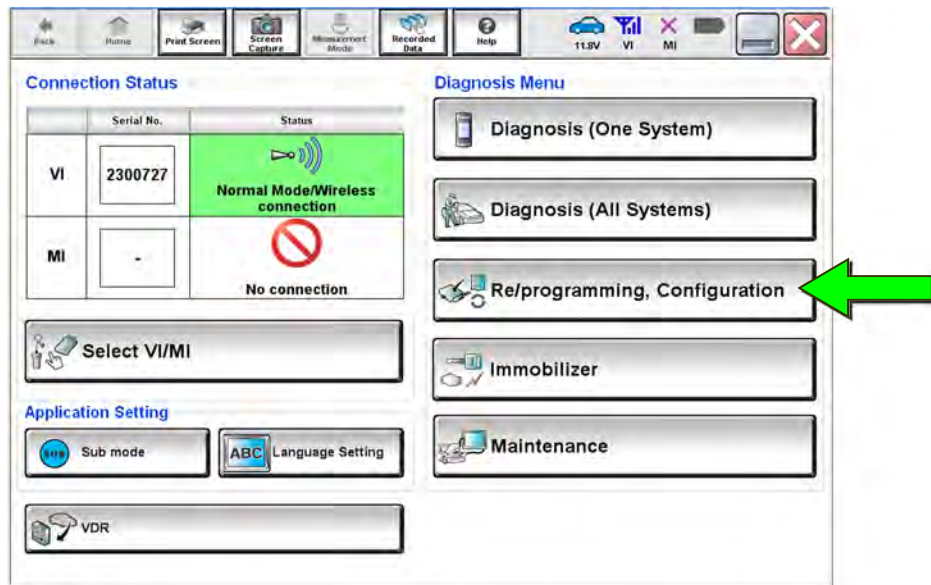 Back
Home
Print Screen
Screen
Capture
Measurement
Mode
Recorded
Data
Help
11.8V
VI
MI
Connection Status
Serial No.
Status
VI
2300727
Normal Mode/Wireless
connection
MI
-
No connection
Select VI/MI
Application Setting
Sub mode
ABC
Language Setting
VDR
Diagnosis Menu
Diagnosis (One System)
Diagnosis (All Systems)
Re/programming, Configuration
Immobilizer
Maintenance